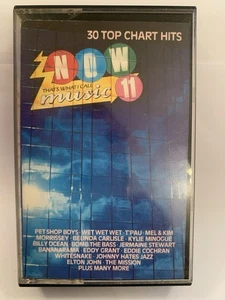 30 TOP CHART HITS
NOW
THAT'S WHAT I CALL
music 11
PET SHOP BOYS · WET WET WET · T'PAU · MEL & KIM
MORRISSEY · BELINDA CARLISLE · KYLIE MINOGUE
BILLY OCEAN · BOMB THE BASS · JERMAINE STEWART
BANANARAMA · EDDY GRANT · EDDIE COCHRAN
WHITESNAKE · JOHNNY HATES JAZZ
ELTON JOHN · THE MISSION
PLUS MANY MORE